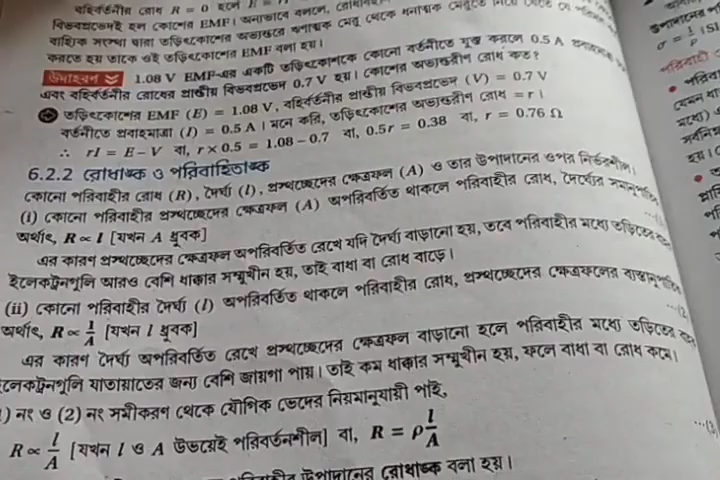 বহির্বর্তনীর রোধ R = 0 হলে
বিভবপ্রভেদই হল কোশের EMF। অন্যভাবে বললে,
বাহ্যিক সংস্থা দ্বারা তড়িৎকোশের অভ্যন্তরে ঋণাত্মক মেরু থেকে ধনাত্মক মেরুতে নিয়ে যেতে যে
করতে হয় তাকে ওই তড়িৎকোশের EMF বলা হয়।
উদাহরণ 1.08 V EMF-এর একটি তড়িৎকোশকে কোনো বর্তনীতে যুক্ত করলে 0.5 A
এবং বহির্বর্তনীর রোধের প্রান্তীয় বিভবপ্রভেদ 0.7 V হয়। কোশের অভ্যন্তরীণ রোধ কত?
তড়িৎকোশের EMF (E) = 1.08 V, বহির্বর্তনীর প্রান্তীয় বিভবপ্রভেদ (V) = 0.7 V
বর্তনীতে প্রবাহমাত্রা (I) = 0.5 A। মনে করি, তড়িৎকোশের অভ্যন্তরীণ রোধ = r।
∴ rI = E – V বা, r × 0.5 = 1.08 – 0.7 বা, 0.5r = 0.38 বা, r = 0.76 Ω
6.2.2 রোধাঙ্ক ও পরিবাহিতাঙ্ক
কোনো পরিবাহীর রোধ (R), দৈর্ঘ্য (l), প্রস্থচ্ছেদের ক্ষেত্রফল (A) ও তার উপাদানের ওপর নির্ভরশীল।
(i) কোনো পরিবাহীর প্রস্থচ্ছেদের ক্ষেত্রফল (A) অপরিবর্তিত থাকলে পরিবাহীর রোধ, দৈর্ঘ্যের সমানুপাতিক
অর্থাৎ, R ∝ l [যখন A ধ্রুবক]
এর কারণ প্রস্থচ্ছেদের ক্ষেত্রফল অপরিবর্তিত রেখে যদি দৈর্ঘ্য বাড়ানো হয়, তবে পরিবাহীর মধ্যে তড়িতের
ইলেকট্রনগুলি আরও বেশি ধাক্কার সম্মুখীন হয়, তাই বাধা বা রোধ বাড়ে।
(ii) কোনো পরিবাহীর দৈর্ঘ্য (l) অপরিবর্তিত থাকলে পরিবাহীর রোধ, প্রস্থচ্ছেদের ক্ষেত্রফলের ব্যস্তানুপাতিক
অর্থাৎ, R ∝ 1/A [যখন l ধ্রুবক] ...(2)
এর কারণ দৈর্ঘ্য অপরিবর্তিত রেখে প্রস্থচ্ছেদের ক্ষেত্রফল বাড়ানো হলে পরিবাহীর মধ্যে তড়িতের
ইলেকট্রনগুলি যাতায়াতের জন্য বেশি জায়গা পায়। তাই কম ধাক্কার সম্মুখীন হয়, ফলে বাধা বা রোধ কমে।
) নং ও (2) নং সমীকরণ থেকে যৌগিক ভেদের নিয়মানুযায়ী পাই,
R ∝ l/A [যখন l ও A উভয়েই পরিবর্তনশীল] বা, R = ρ l/A ...(3)
উপাদানের রোধাঙ্ক বলা হয়।